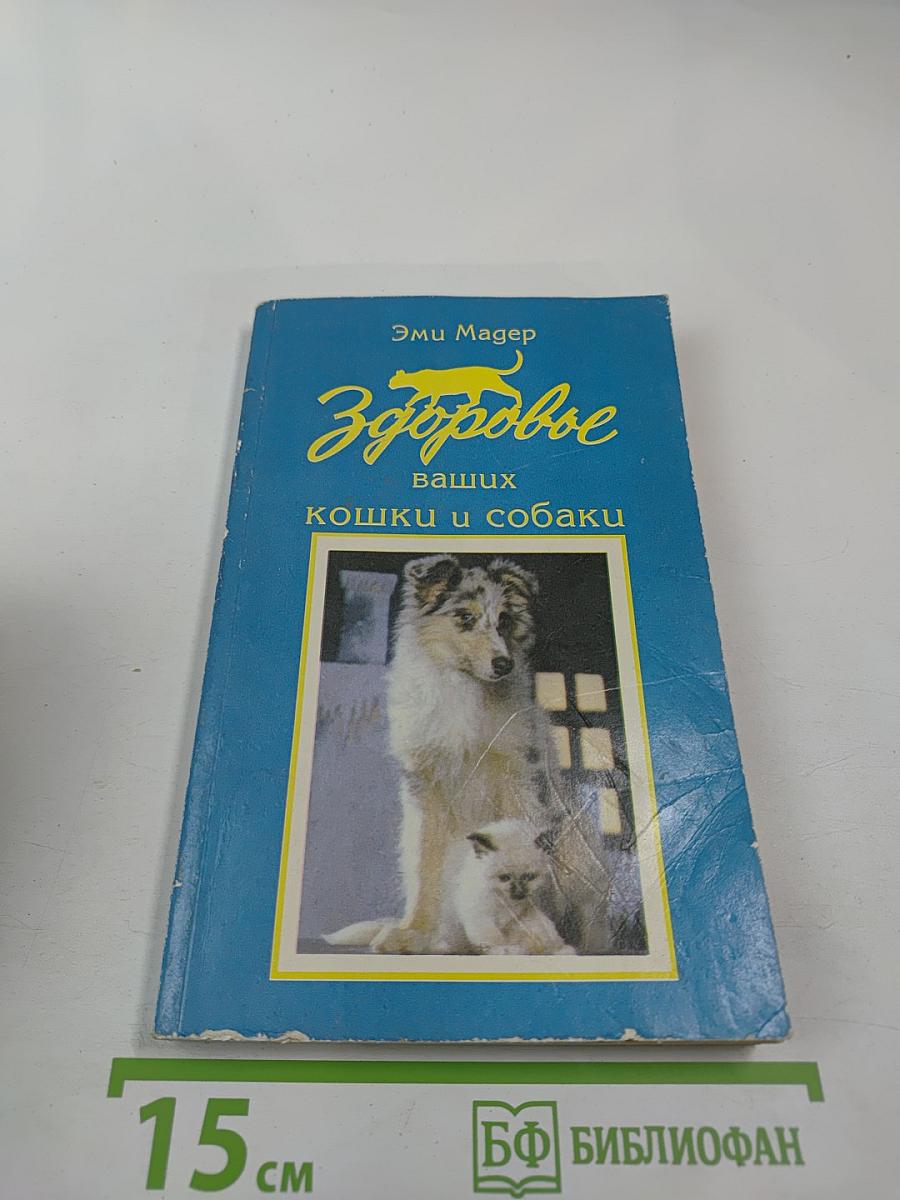 Эми Мадер
Здоровье
ваших
кошки и собаки
15 см
БФ БИБЛИОФАН